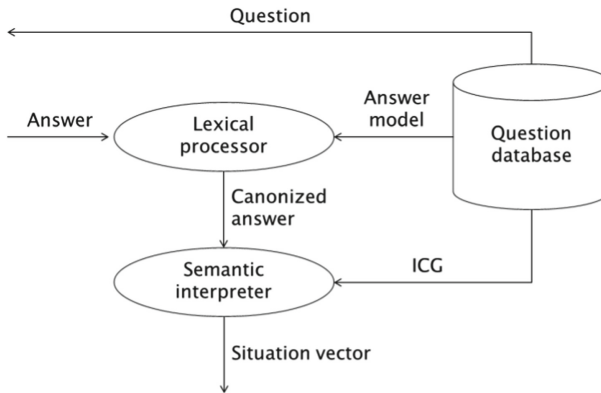 Question
Answer
Lexical
processor
Answer
model
Question
database
Canonized
answer
Semantic
interpreter
ICG
Situation vector